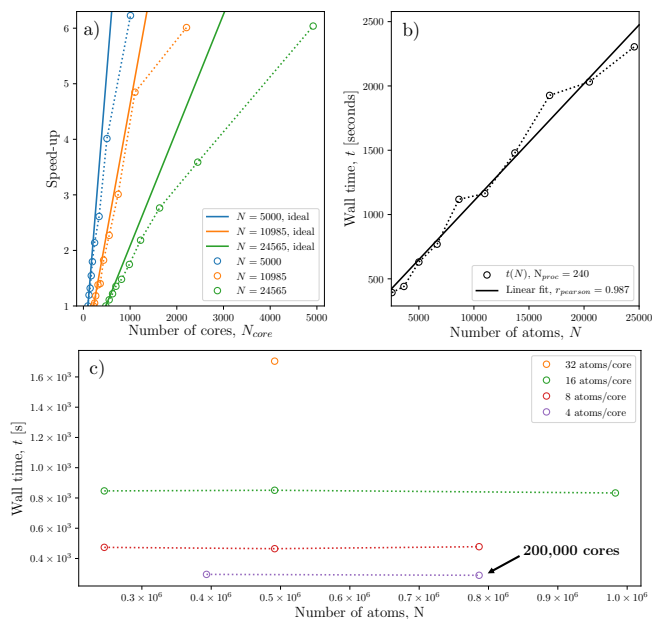 a)
Speed-up
6
5
4
3
2
1
0
1000
2000
3000
4000
5000
Number of cores, N_core
N = 5000, ideal
N = 10985, ideal
N = 24565, ideal
N = 5000
N = 10985
N = 24565
b)
Wall time, t [seconds]
2500
2000
1500
1000
500
5000
10000
15000
20000
25000
Number of atoms, N
t(N), N_proc = 240
Linear fit, r_pearson = 0.987
c)
Wall time, t [s]
1.6 × 10³
1.4 × 10³
1.2 × 10³
1.0 × 10³
0.8 × 10³
0.6 × 10³
0.4 × 10³
0.3 × 10⁶
0.4 × 10⁶
0.5 × 10⁶
0.6 × 10⁶
0.7 × 10⁶
0.8 × 10⁶
0.9 × 10⁶
1.0 × 10⁶
Number of atoms, N
32 atoms/core
16 atoms/core
8 atoms/core
4 atoms/core
200,000 cores